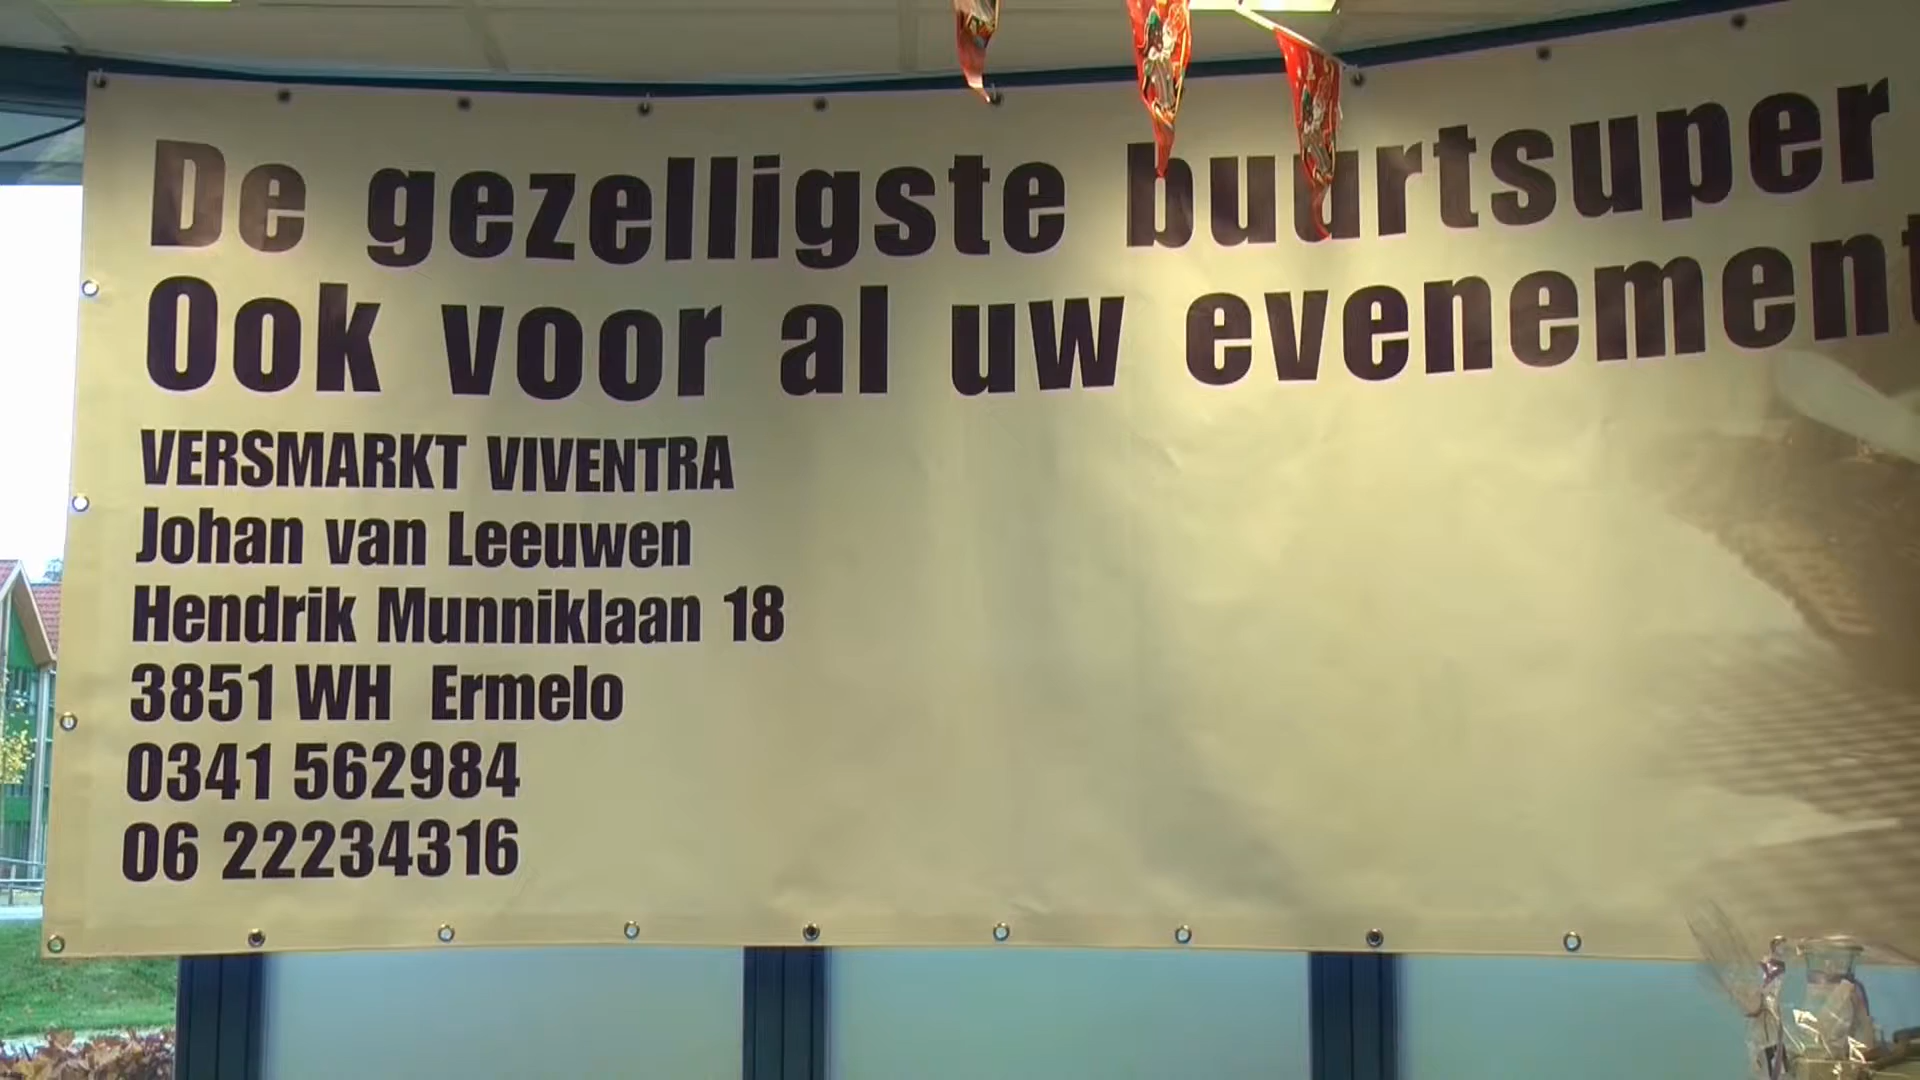 De gezelligste buurtsuper
Ook voor al uw evenement
VERSMARKT VIVENTRA
Johan van Leeuwen
Hendrik Munniklaan 18
3851 WH Ermelo
0341 562984
06 22234316